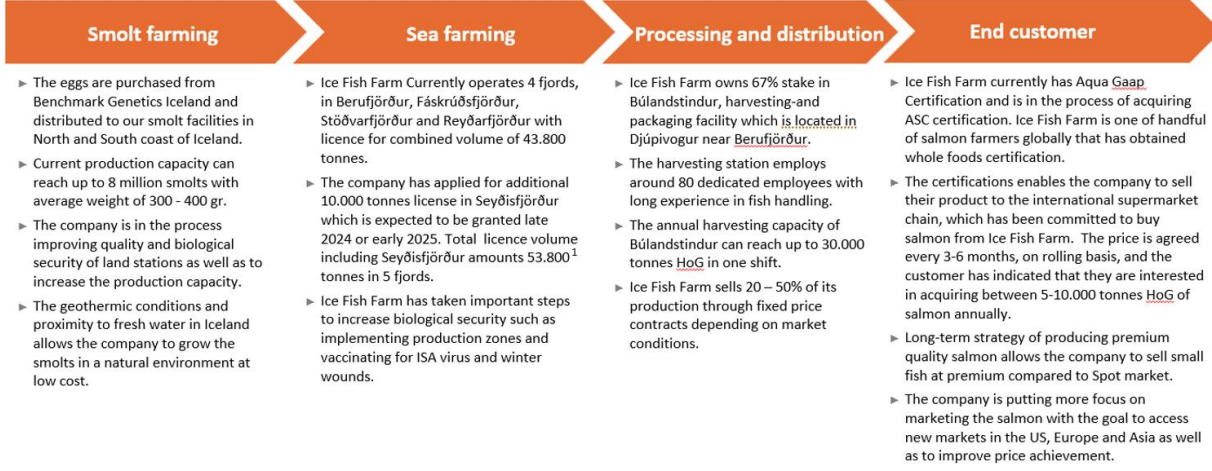 Smolt farming
The eggs are purchased from
Benchmark Genetics Iceland and
distributed to our smolt facilities in
North and South coast of Iceland.
Current production capacity can
reach up to 8 million smolts with
average weight of 300 - 400 gr.
The company is in the process
improving quality and biological
security of land stations as well as to
increase the production capacity.
The geothermic conditions and
proximity to fresh water in Iceland
allows the company to grow the
smolts in a natural environment at
low cost.
Sea farming
Ice Fish Farm Currently operates 4 fjords,
in Berufjörður, Fáskrúðsfjörður,
Stöðvarfjörður and Reyðarfjörður with
licence for combined volume of 43.800
tonnes.
The company has applied for additional
10.000 tonnes license in Seyðisfjörður
which is expected to be granted late
2024 or early 2025. Total licence volume
including Seyðisfjörður amounts 53.800¹
tonnes in 5 fjords.
Ice Fish Farm has taken important steps
to increase biological security such as
implementing production zones and
vaccinating for ISA virus and winter
wounds.
Processing and distribution
Ice Fish Farm owns 67% stake in
Búlandstindur, harvesting-and
packaging facility which is located in
Djúpivogur near Berufjörður.
The harvesting station employs
around 80 dedicated employees with
long experience in fish handling.
The annual harvesting capacity of
Búlandstindur can reach up to 30.000
tonnes HoG in one shift.
Ice Fish Farm sells 20 – 50% of its
production through fixed price
contracts depending on market
conditions.
End customer
Ice Fish Farm currently has Aqua Gaap
Certification and is in the process of acquiring
ASC certification. Ice Fish Farm is one of handful
of salmon farmers globally that has obtained
whole foods certification.
The certifications enables the company to sell
their product to the international supermarket
chain, which has been committed to buy
salmon from Ice Fish Farm. The price is agreed
every 3-6 months, on rolling basis, and the
customer has indicated that they are interested
in acquiring between 5-10.000 tonnes HoG of
salmon annually.
Long-term strategy of producing premium
quality salmon allows the company to sell small
fish at premium compared to Spot market.
The company is putting more focus on
marketing the salmon with the goal to access
new markets in the US, Europe and Asia as well
as to improve price achievement.